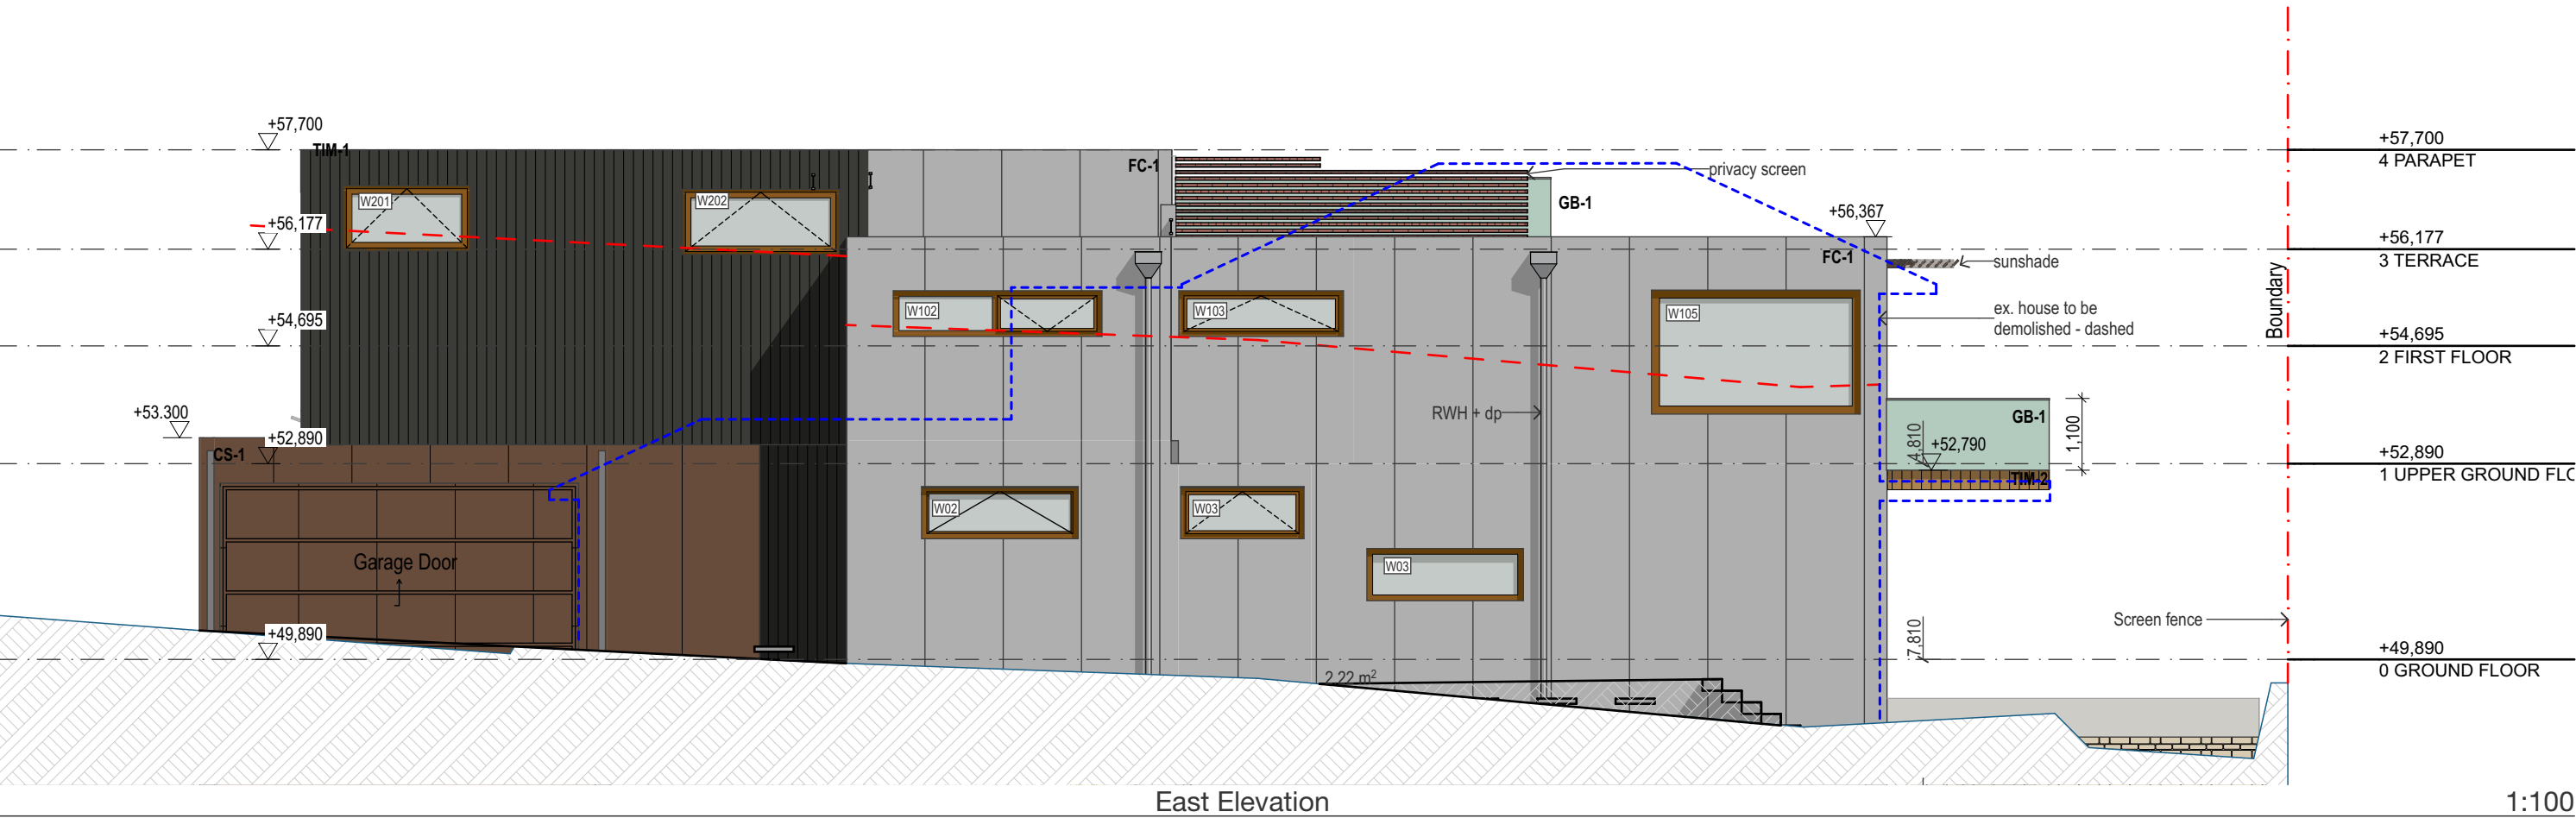 +57,700
TIM-1
FC-1
privacy screen
+57,700
4 PARAPET
W201
W202
GB-1
+56,177
+56,367
+56,177
3 TERRACE
FC-1
sunshade
W102
W103
W105
ex. house to be
demolished - dashed
Boundary
+54,695
+54,695
2 FIRST FLOOR
+53.300
RWH + dp
GB-1
1,100
+52,890
CS-1
4,810
+52,790
+52,890
1 UPPER GROUND FLO
TIM-2
W02
W03
Garage Door
W03
Screen fence
7,810
+49,890
+49,890
0 GROUND FLOOR
2.22 m²
East Elevation
1:100